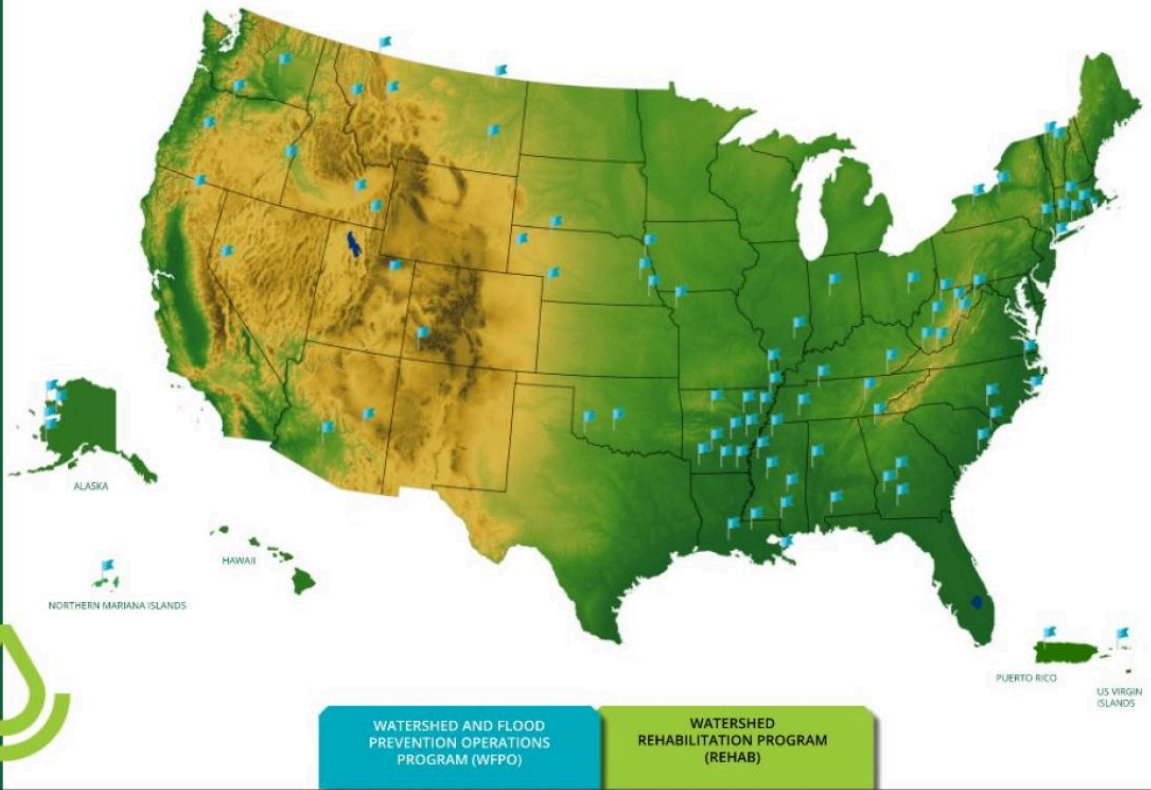 ALASKA
HAWAII
NORTHERN MARIANA ISLANDS
PUERTO RICO
US VIRGIN
ISLANDS
WATERSHED AND FLOOD
PREVENTION OPERATIONS
PROGRAM (WFPO)
WATERSHED
REHABILITATION PROGRAM
(REHAB)